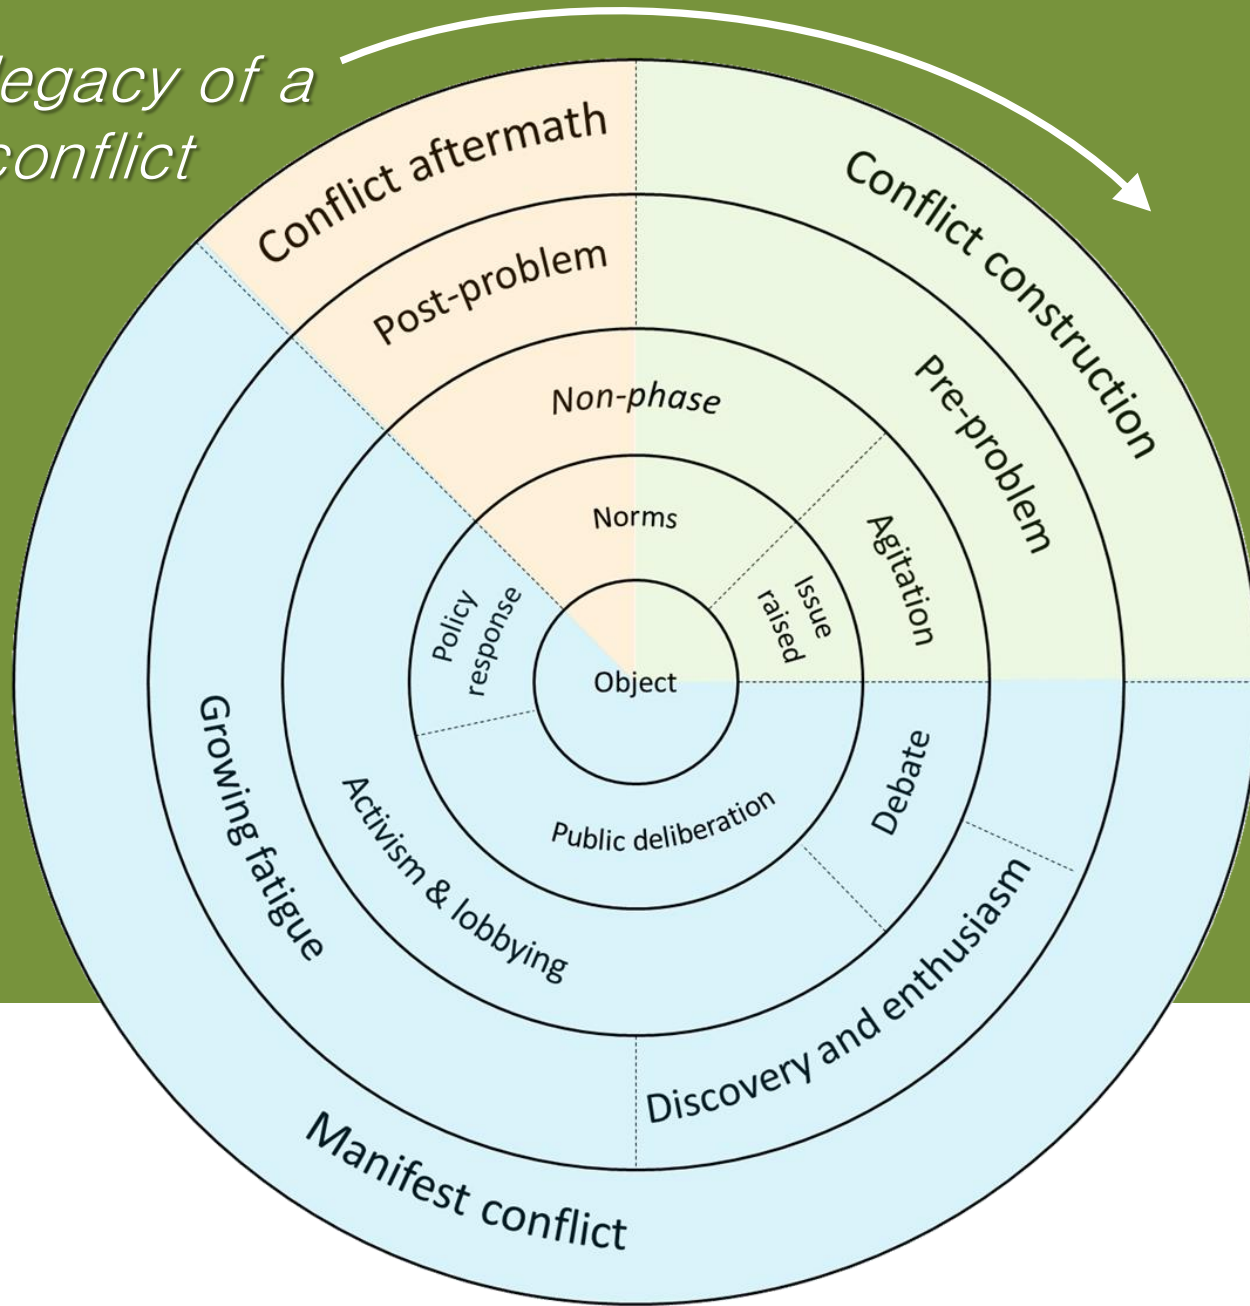 legacy of a
conflict
Conflict aftermath
Conflict construction
Post-problem
Pre-problem
Non-phase
Agitation
Norms
Issue
raised
Policy
response
Object
Debate
Public deliberation
Growing fatigue
Activism & lobbying
Discovery and enthusiasm
Manifest conflict